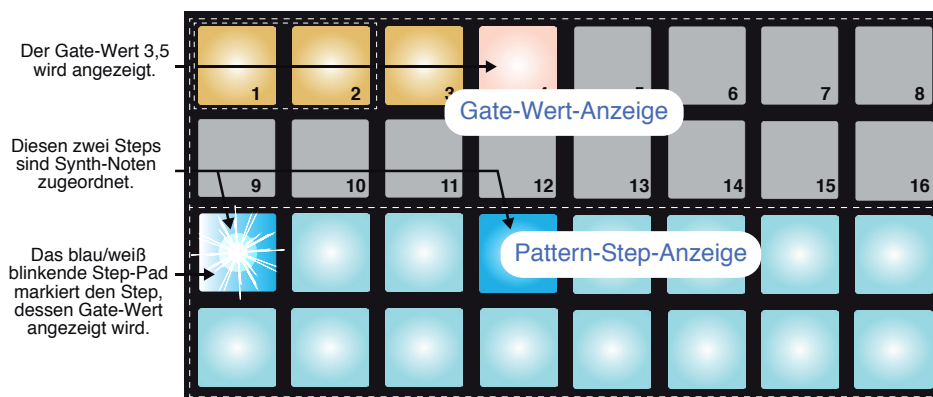 Der Gate-Wert 3,5
wird angezeigt.
1 2 3 4 5 6 7 8
Gate-Wert-Anzeige
Diesen zwei Steps
sind Synth-Noten
zugeordnet.
9 10 11 12 13 14 15 16
Pattern-Step-Anzeige
Das blau/weiß
blinkende Step-Pad
markiert den Step,
dessen Gate-Wert
angezeigt wird.